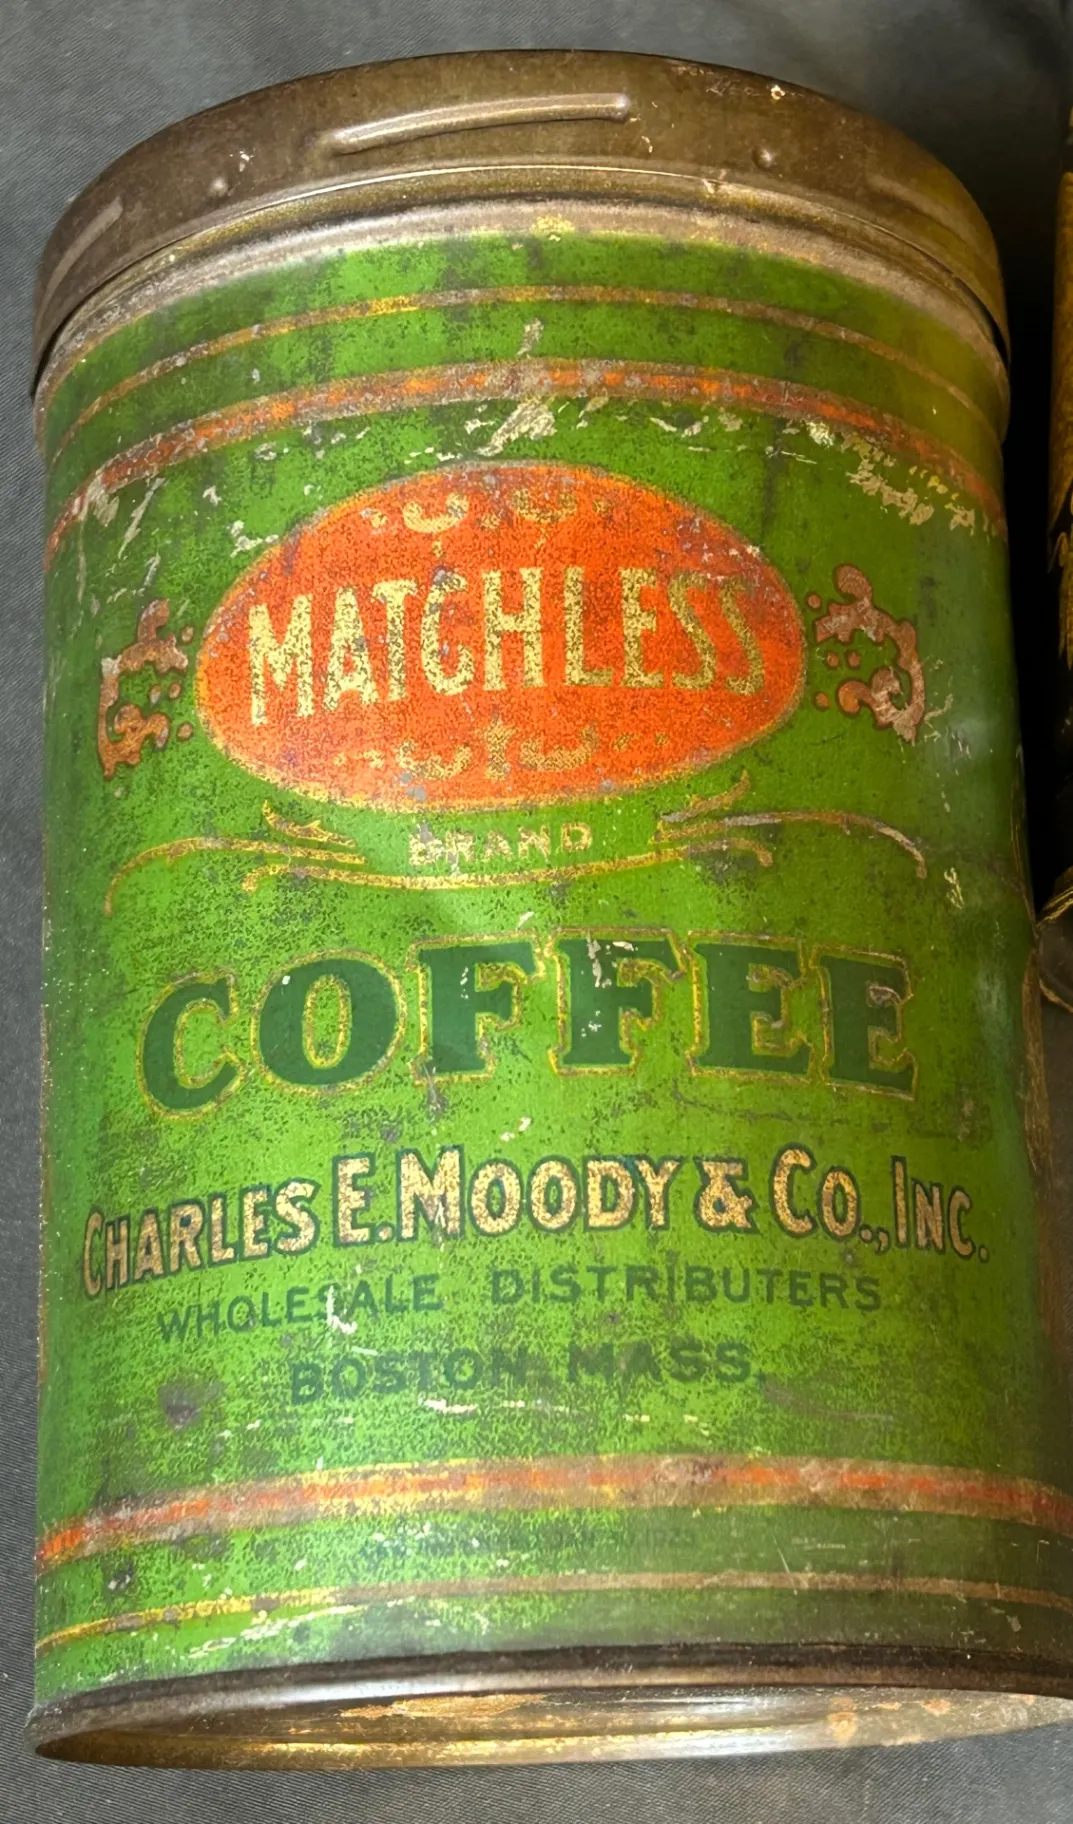 MATCHLESS
BRAND
COFFEE
CHARLES E. MOODY & CO., INC.
WHOLESALE DISTRIBUTERS
BOSTON MASS.